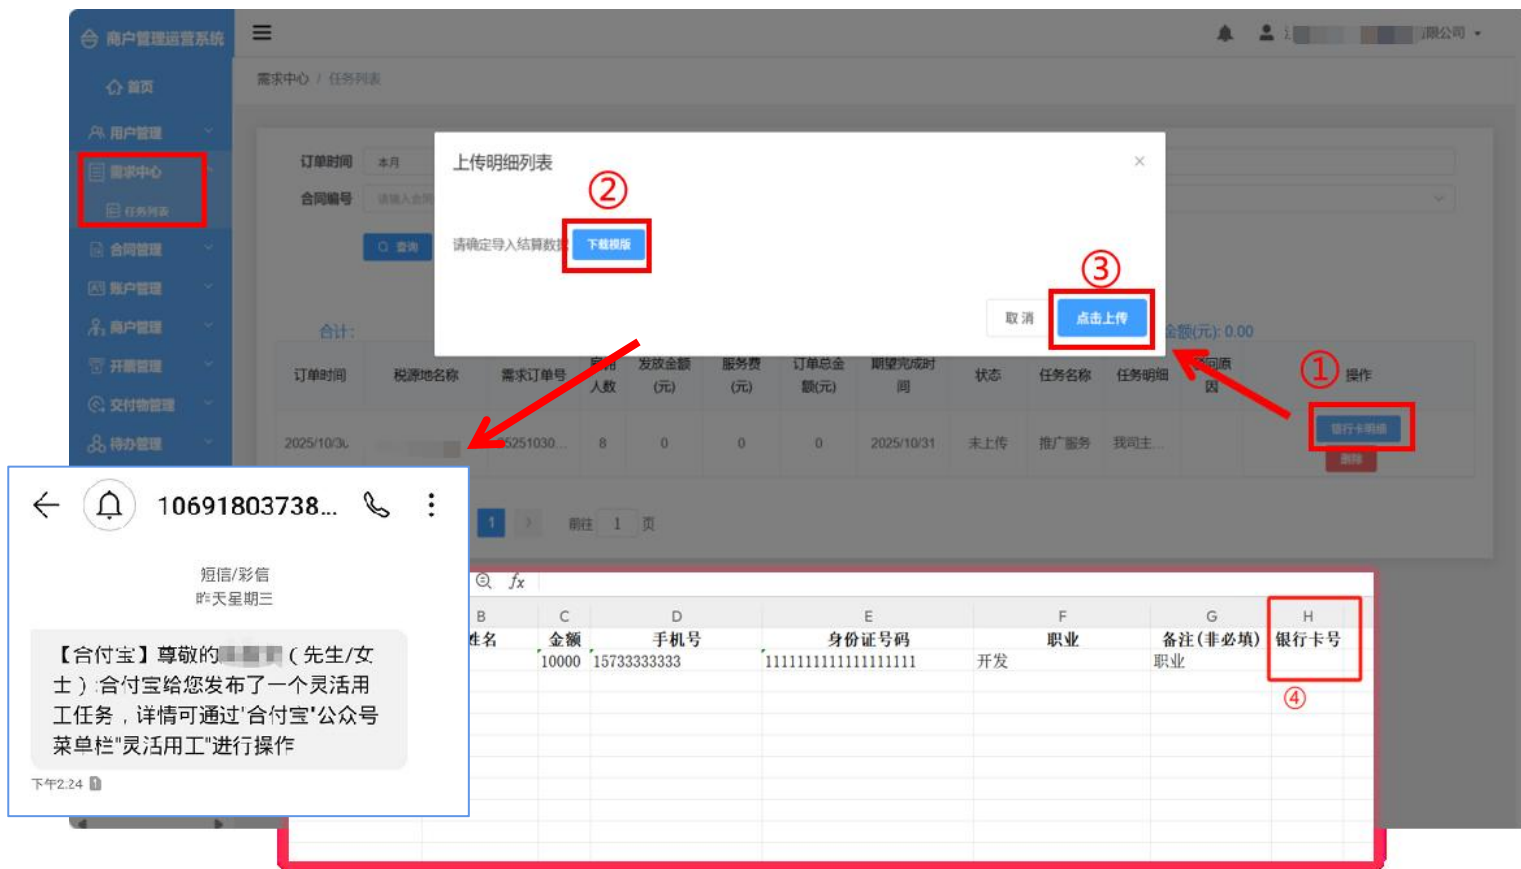 商户管理运营系统
限公司
首页
需求中心 / 任务列表
用户管理
需求中心
任务列表
合同管理
账户管理
商户管理
开票管理
交付物管理
待办管理
订单时间 本月
合同编号
查询
上传明细列表 ×
②
请确定导入结算数据 下载模版
③
取消 点击上传
合计:
金额(元): 0.00
①
订单时间 税源地名称 需求订单号 人数 发放金额(元) 服务费(元) 订单总金额(元) 期望完成时间 状态 任务名称 任务明细 操作
2025/10/30 5251030... 8 0 0 0 2025/10/31 未上传 推广服务 我司主...
银行卡明细
删除
1 > 前往 1 页
10691803738...
短信/彩信
昨天星期三
【合付宝】尊敬的 (先生/女
士):合付宝给您发布了一个灵活用
工任务，详情可通过'合付宝'公众号
菜单栏"灵活用工"进行操作
下午2:24 1
fx
B C D E F G H
姓名 金额 手机号 身份证号码 职业 备注(非必填) 银行卡号
10000 15733333333 111111111111111111 开发 职业
④